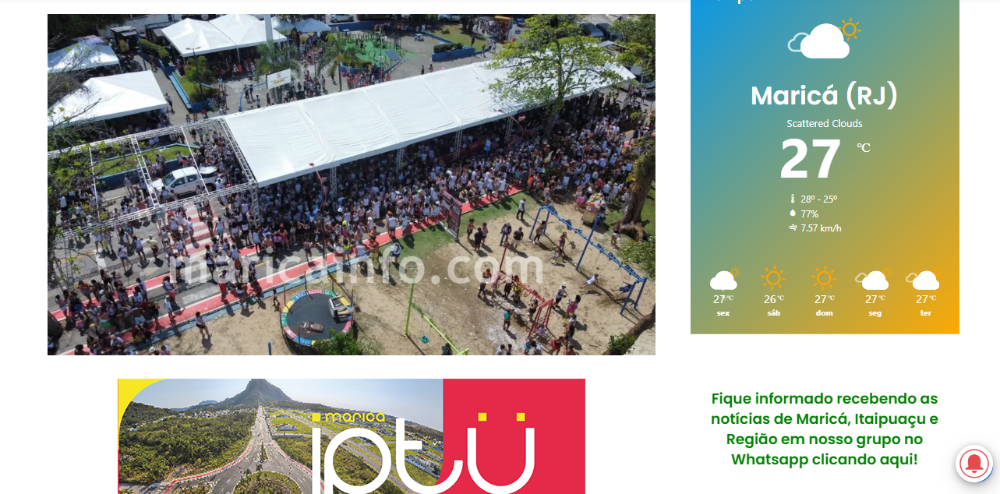 maricainfo.com
maricá
iptü
Maricá (RJ)
Scattered Clouds
27 °C
28º - 25º
77%
7.57 km/h
27 °C 26 °C 27 °C 27 °C 27 °C
sex sáb dom seg ter
Fique informado recebendo as
notícias de Maricá, Itaipuaçu e
Região em nosso grupo no
Whatsapp clicando aqui!